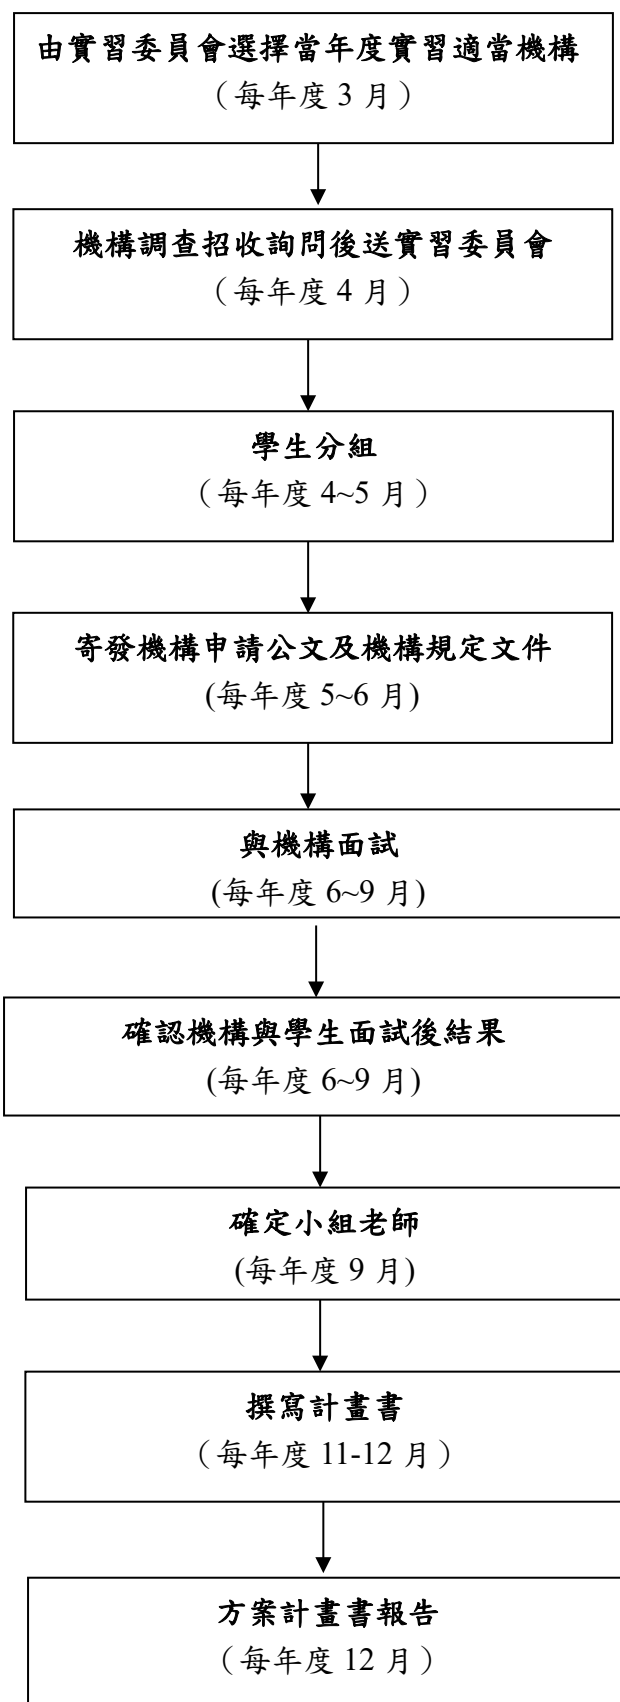 由實習委員會選擇當年度實習適當機構
（每年度 3 月）
機構調查招收詢問後送實習委員會
（每年度 4 月）
學生分組
（每年度 4~5 月）
寄發機構申請公文及機構規定文件
(每年度 5~6 月)
與機構面試
(每年度 6~9 月)
確認機構與學生面試後結果
(每年度 6~9 月)
確定小組老師
(每年度 9 月)
撰寫計畫書
（每年度 11-12 月）
方案計畫書報告
（每年度 12 月）